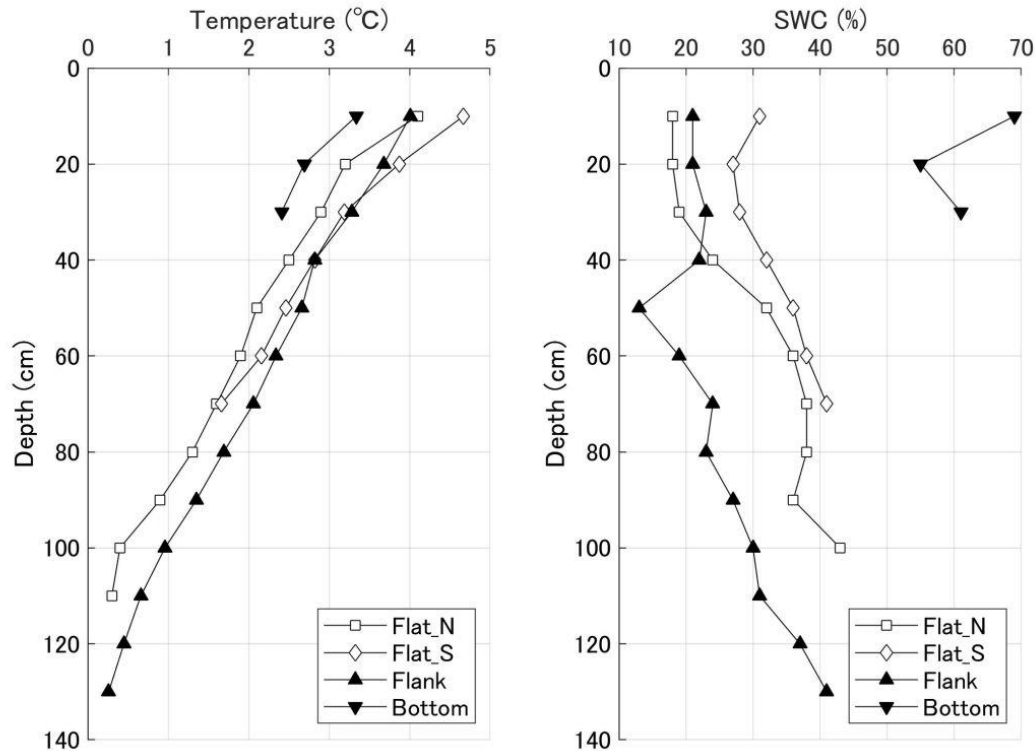 Temperature (°C)
0 1 2 3 4 5
0
20
40
60
80
100
120
140
Depth (cm)
Flat_N
Flat_S
Flank
Bottom
SWC (%)
10 20 30 40 50 60 70
0
20
40
60
80
100
120
140
Depth (cm)
Flat_N
Flat_S
Flank
Bottom